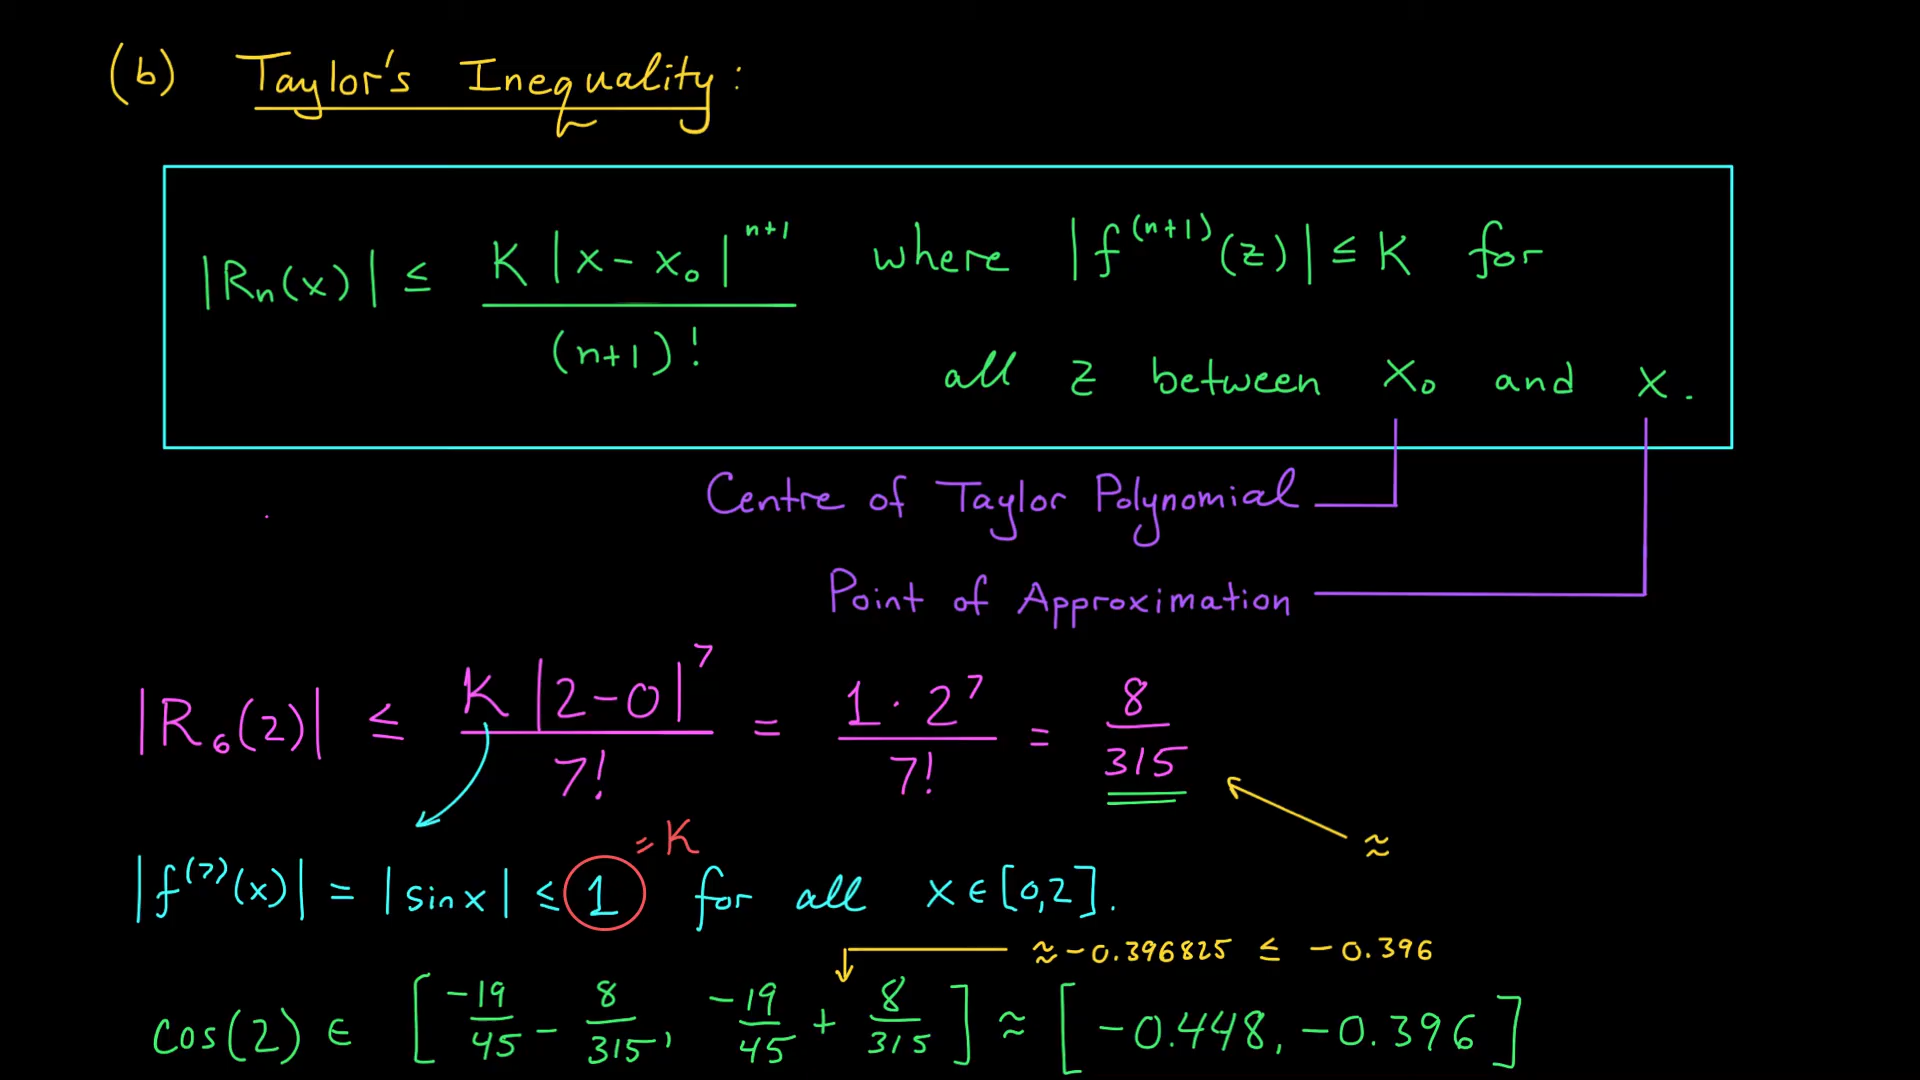 (b) Taylor's Inequality:
|Rₙ(x)| ≤ K|x - x₀|ⁿ⁺¹ / (n+1)! where |f⁽ⁿ⁺¹⁾(z)| ≤ K for
all z between x₀ and x.
Centre of Taylor Polynomial
Point of Approximation
|R₆(2)| ≤ K|2-0|⁷ / 7! = 1·2⁷ / 7! = 8/315
≈
= K
|f⁽⁷⁾(x)| = |sin x| ≤ 1 for all x ∈ [0,2].
≈ -0.396825 ≤ -0.396
cos(2) ∈ [-19/45 - 8/315, -19/45 + 8/315] ≈ [-0.448, -0.396]